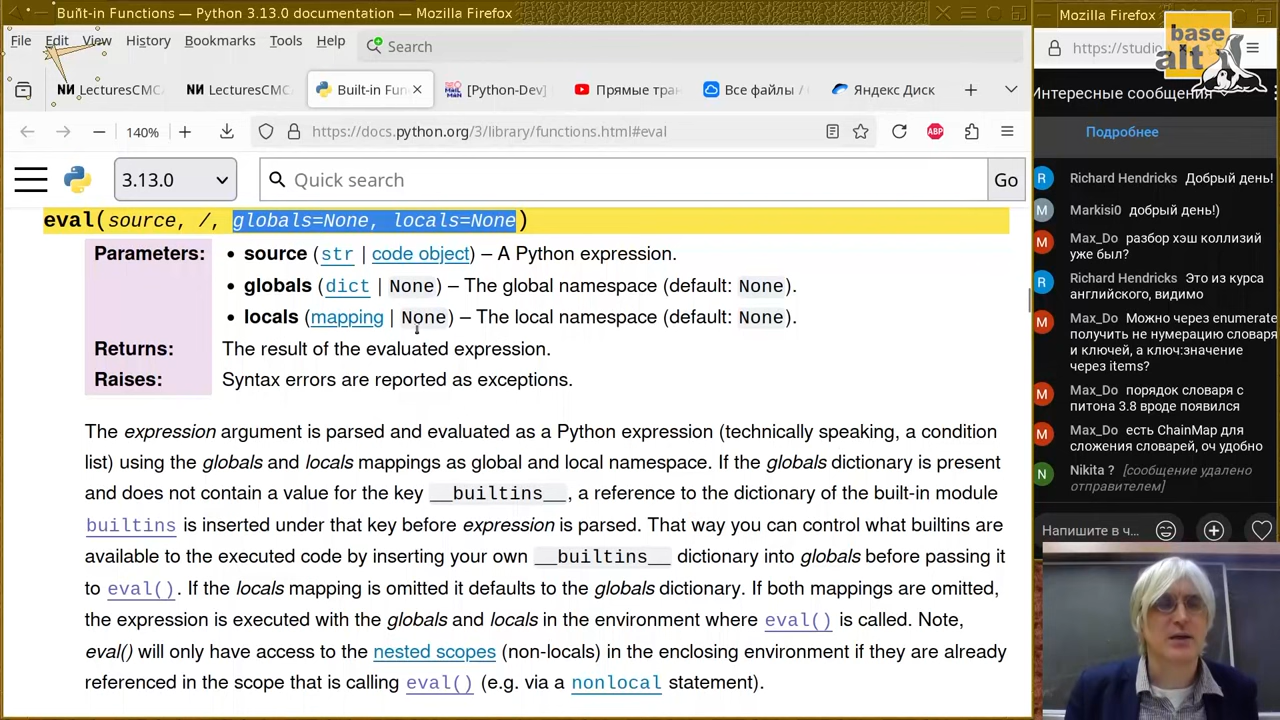 Built-in Functions — Python 3.13.0 documentation — Mozilla Firefox
File Edit View History Bookmarks Tools Help
Search
LecturesCMC
LecturesCMC
Built-in Fun
[Python-Dev]
Прямые тран
Все файлы /
Яндекс Диск
140%
https://docs.python.org/3/library/functions.html#eval
ABP
3.13.0
Quick search
Go
eval(source, /, globals=None, locals=None)
Parameters:
• source (str | code object) – A Python expression.
• globals (dict | None) – The global namespace (default: None).
• locals (mapping | None) – The local namespace (default: None).
Returns: The result of the evaluated expression.
Raises: Syntax errors are reported as exceptions.
The expression argument is parsed and evaluated as a Python expression (technically speaking, a condition
list) using the globals and locals mappings as global and local namespace. If the globals dictionary is present
and does not contain a value for the key __builtins__, a reference to the dictionary of the built-in module
builtins is inserted under that key before expression is parsed. That way you can control what builtins are
available to the executed code by inserting your own __builtins__ dictionary into globals before passing it
to eval(). If the locals mapping is omitted it defaults to the globals dictionary. If both mappings are omitted,
the expression is executed with the globals and locals in the environment where eval() is called. Note,
eval() will only have access to the nested scopes (non-locals) in the enclosing environment if they are already
referenced in the scope that is calling eval() (e.g. via a nonlocal statement).
Mozilla Firefox
base
alt
https://studio
Интересные сообщения
Подробнее
R Richard Hendricks Добрый день!
M Markisi0 добрый день!)
M Max_Do разбор хэш коллизий
уже был?
R Richard Hendricks Это из курса
английского, видимо
M Max_Do Можно через enumerate
получить не нумерацию словаря
и ключей, а ключ:значение
через items?
M Max_Do порядок словаря с
питона 3.8 вроде появился
M Max_Do есть ChainMap для
сложения словарей, оч удобно
N Nikita ? [сообщение удалено
отправителем]
Напишите в ч...